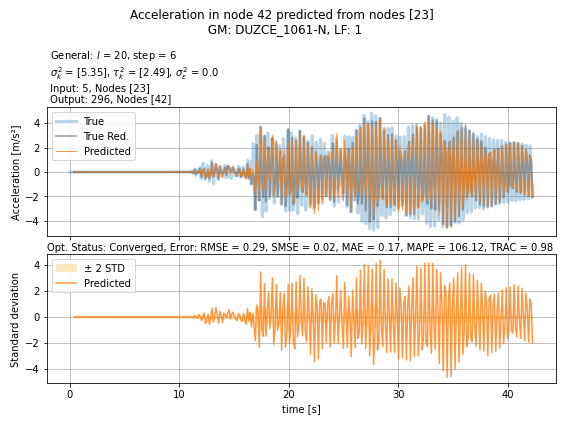 Acceleration in node 42 predicted from nodes [23]
GM: DUZCE_1061-N, LF: 1
General: l = 20, step = 6
σ²ₖ = [5.35], τ²ₖ = [2.49], σ²ε = 0.0
Input: 5, Nodes [23]
Output: 296, Nodes [42]
True
True Red.
Predicted
Acceleration [m/s²]
4
2
0
−2
−4
Opt. Status: Converged, Error: RMSE = 0.29, SMSE = 0.02, MAE = 0.17, MAPE = 106.12, TRAC = 0.98
± 2 STD
Predicted
Standard deviation
4
2
0
−2
−4
0 10 20 30 40
time [s]